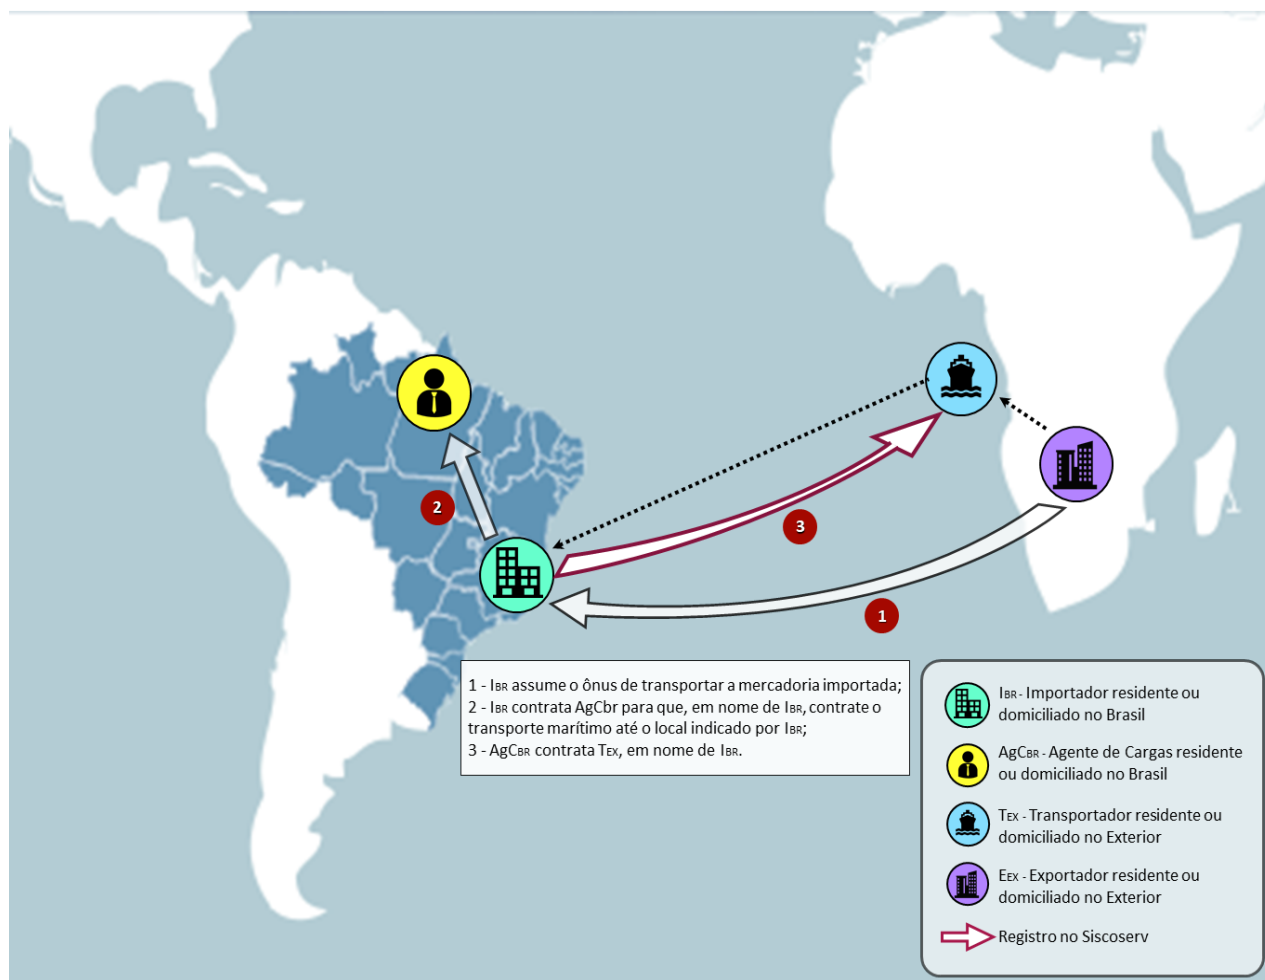 2
3
1
1 - IBR assume o ônus de transportar a mercadoria importada;
2 - IBR contrata AgCbr para que, em nome de IBR, contrate o
transporte marítimo até o local indicado por IBR;
3 - AgCBR contrata TEX, em nome de IBR.
IBR - Importador residente ou
domiciliado no Brasil
AgCBR - Agente de Cargas residente
ou domiciliado no Brasil
TEX - Transportador residente ou
domiciliado no Exterior
EEX - Exportador residente ou
domiciliado no Exterior
Registro no Siscoserv